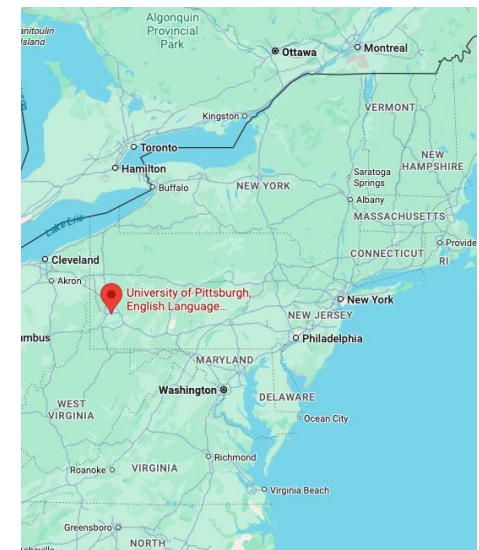 Algonquin
Provincial
Park
anitoulin
Island
Ottawa
Montreal
VERMONT
Kingston
Toronto
NEW
HAMPSHIRE
Hamilton
Saratoga
Springs
Buffalo
NEW YORK
Albany
MASSACHUSETTS
Lake Erie
CONNECTICUT
Provide
RI
Cleveland
Akron
University of Pittsburgh,
English Language...
New York
NEW JERSEY
Philadelphia
umbus
MARYLAND
Washington
DELAWARE
WEST
VIRGINIA
Ocean City
Richmond
Roanoke
VIRGINIA
Virginia Beach
Greensboro
NORTH